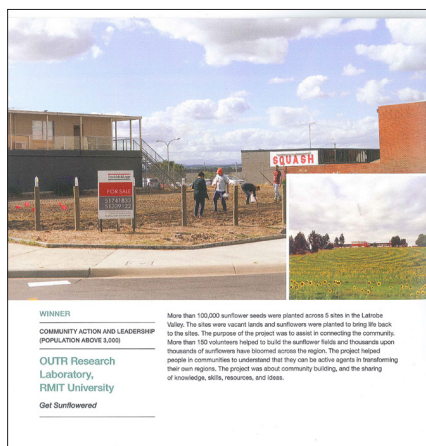 SQUASH
FOR SALE
WINNER
COMMUNITY ACTION AND LEADERSHIP
(POPULATION ABOVE 3,000)
OUTR Research
Laboratory,
RMIT University
Get Sunflowered
More than 100,000 sunflower seeds were planted across 5 sites in the Latrobe
Valley. The sites were vacant lands and sunflowers were planted to bring life back
to the sites. The purpose of the project was to assist in connecting the community.
More than 150 volunteers helped to build the sunflower fields and thousands upon
thousands of sunflowers have bloomed across the region. The project helped
people in communities to understand that they can be active agents in transforming
their own regions. The project was about community building, and the sharing
of knowledge, skills, resources, and ideas.